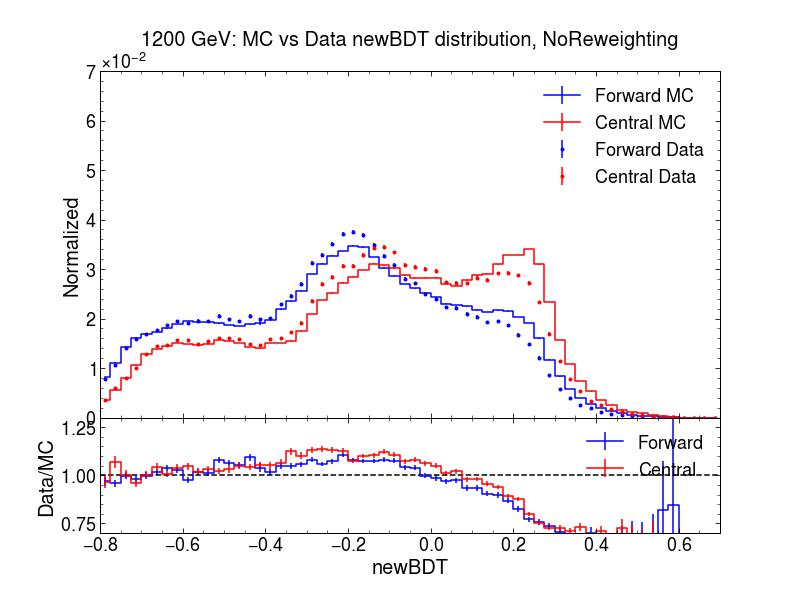 1200 GeV: MC vs Data newBDT distribution, NoReweighting
×10⁻²
7
6
5
4
3
2
1
0
Normalized
Forward MC
Central MC
Forward Data
Central Data
1.25
1.00
0.75
Data/MC
Forward
Central
−0.8 −0.6 −0.4 −0.2 0.0 0.2 0.4 0.6
newBDT